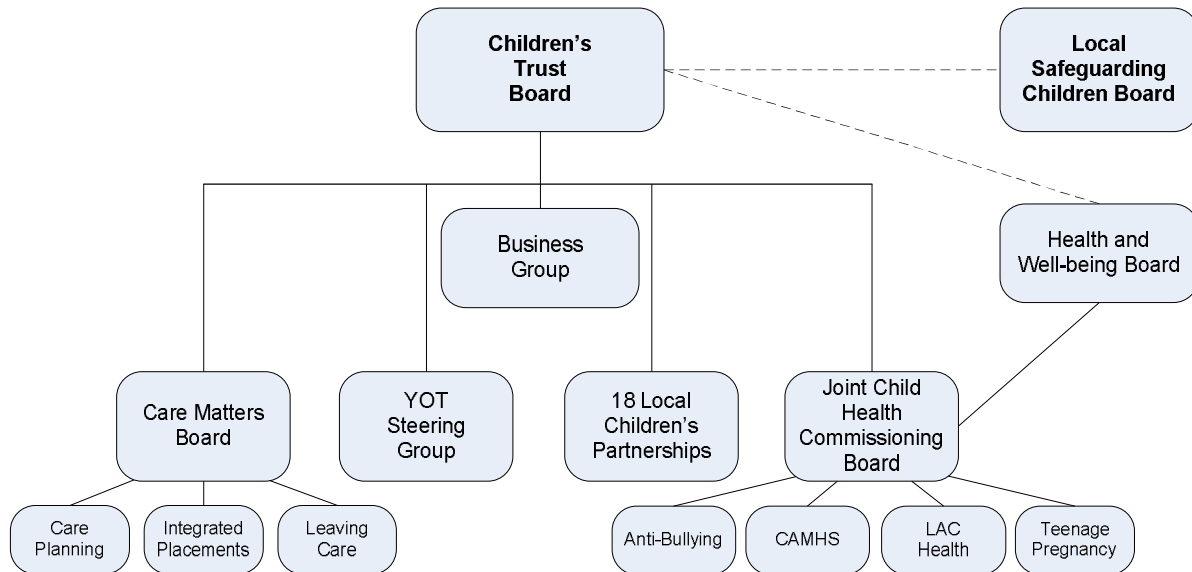 Children’s
Trust
Board
Local
Safeguarding
Children Board
Business
Group
Health and
Well-being Board
Care Matters
Board
YOT
Steering
Group
18 Local
Children’s
Partnerships
Joint Child
Health
Commissioning
Board
Care
Planning
Integrated
Placements
Leaving
Care
Anti-Bullying
CAMHS
LAC
Health
Teenage
Pregnancy